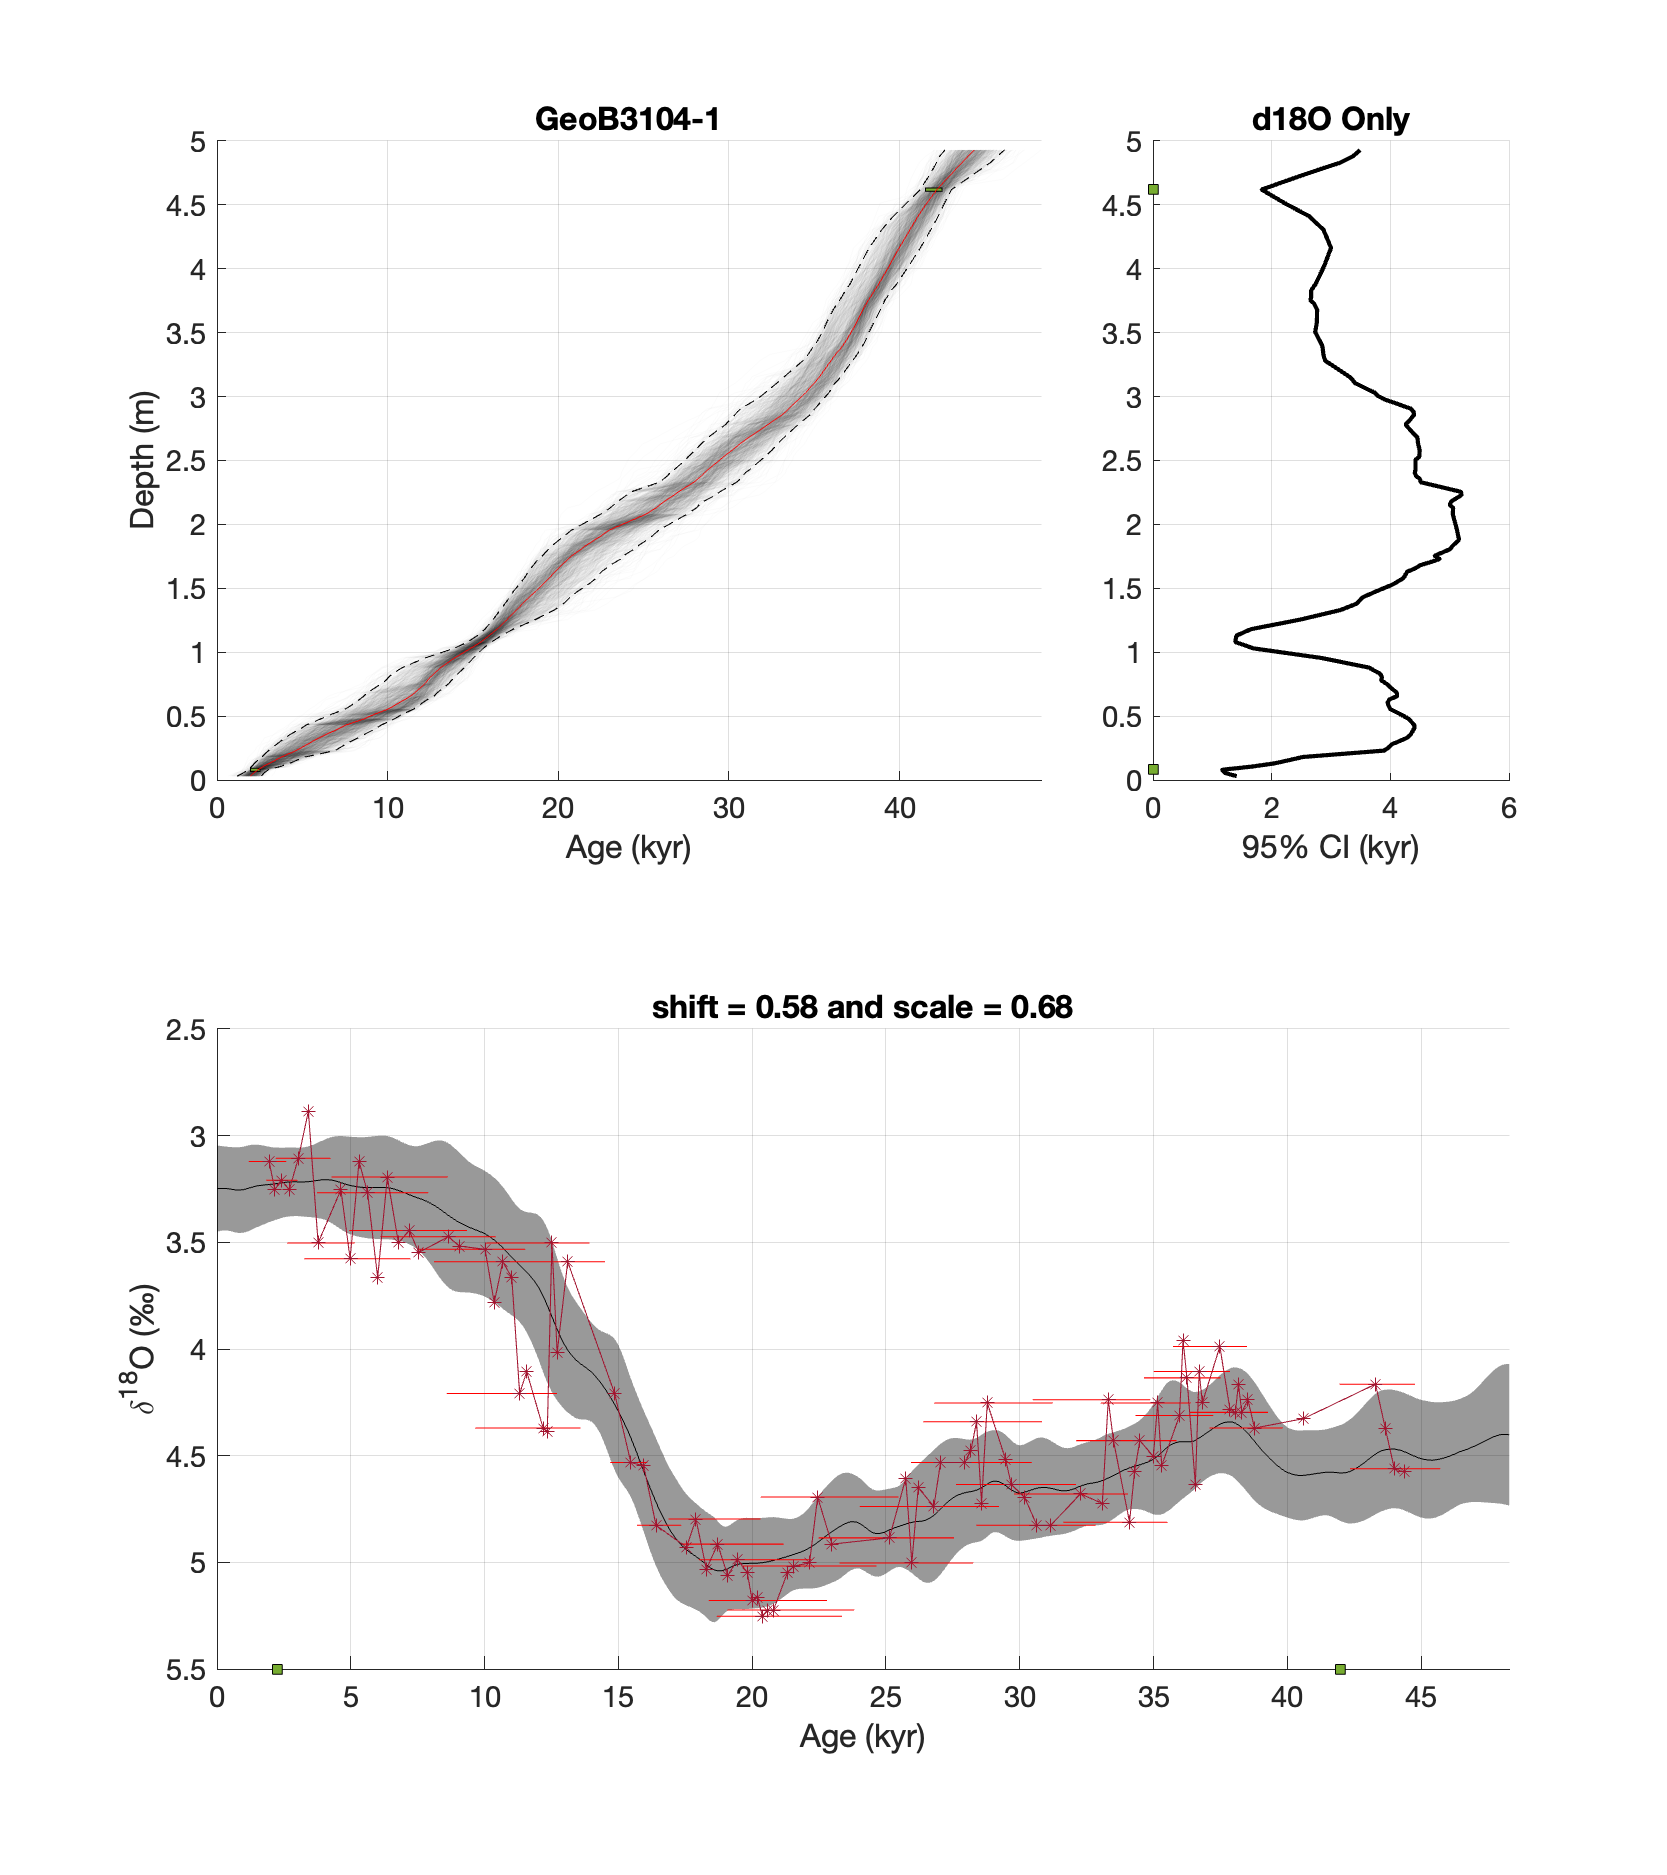 GeoB3104-1
d18O Only
5
4.5
4
3.5
3
2.5
2
1.5
1
0.5
0
Depth (m)
0 10 20 30 40
Age (kyr)
5
4.5
4
3.5
3
2.5
2
1.5
1
0.5
0
0 2 4 6
95% CI (kyr)
shift = 0.58 and scale = 0.68
2.5
3
3.5
4
4.5
5
5.5
δ18O (‰)
0 5 10 15 20 25 30 35 40 45
Age (kyr)